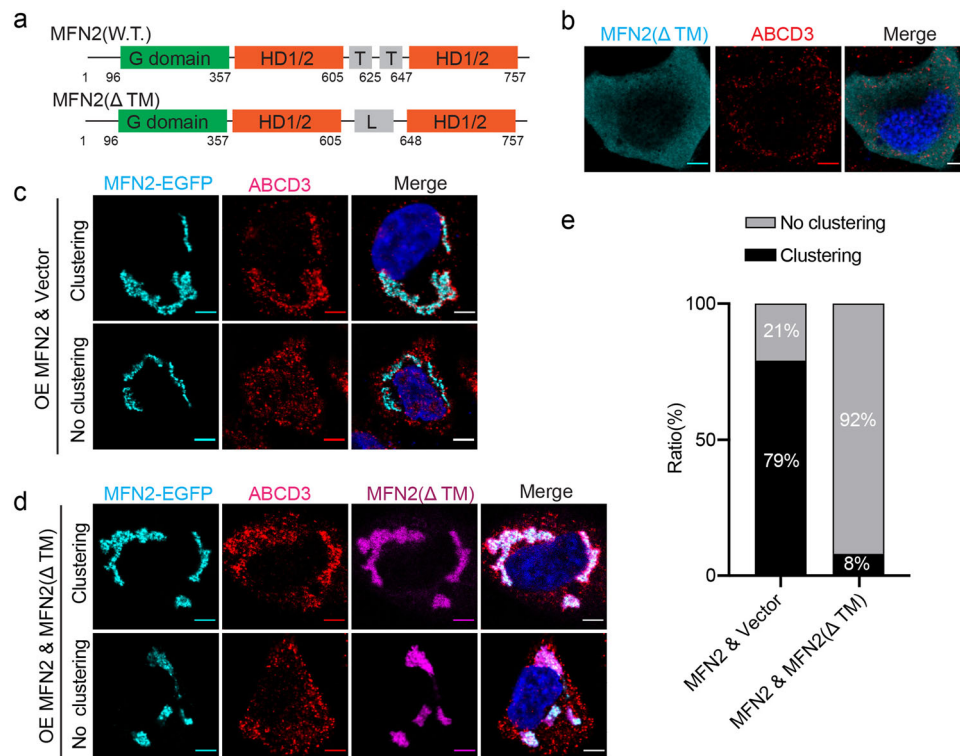 a
MFN2(W.T.)
G domain HD1/2 T T HD1/2
1 96 357 605 625 647 757
MFN2(Δ TM)
G domain HD1/2 L HD1/2
1 96 357 605 648 757
b
MFN2(Δ TM) ABCD3 Merge
c
MFN2-EGFP ABCD3 Merge
OE MFN2 & Vector
Clustering
No clustering
d
MFN2-EGFP ABCD3 MFN2(Δ TM) Merge
OE MFN2 & MFN2(Δ TM)
Clustering
No clustering
e
No clustering
Clustering
Ratio(%)
100
50
0
21%
79%
92%
8%
MFN2 & Vector
MFN2 & MFN2(Δ TM)